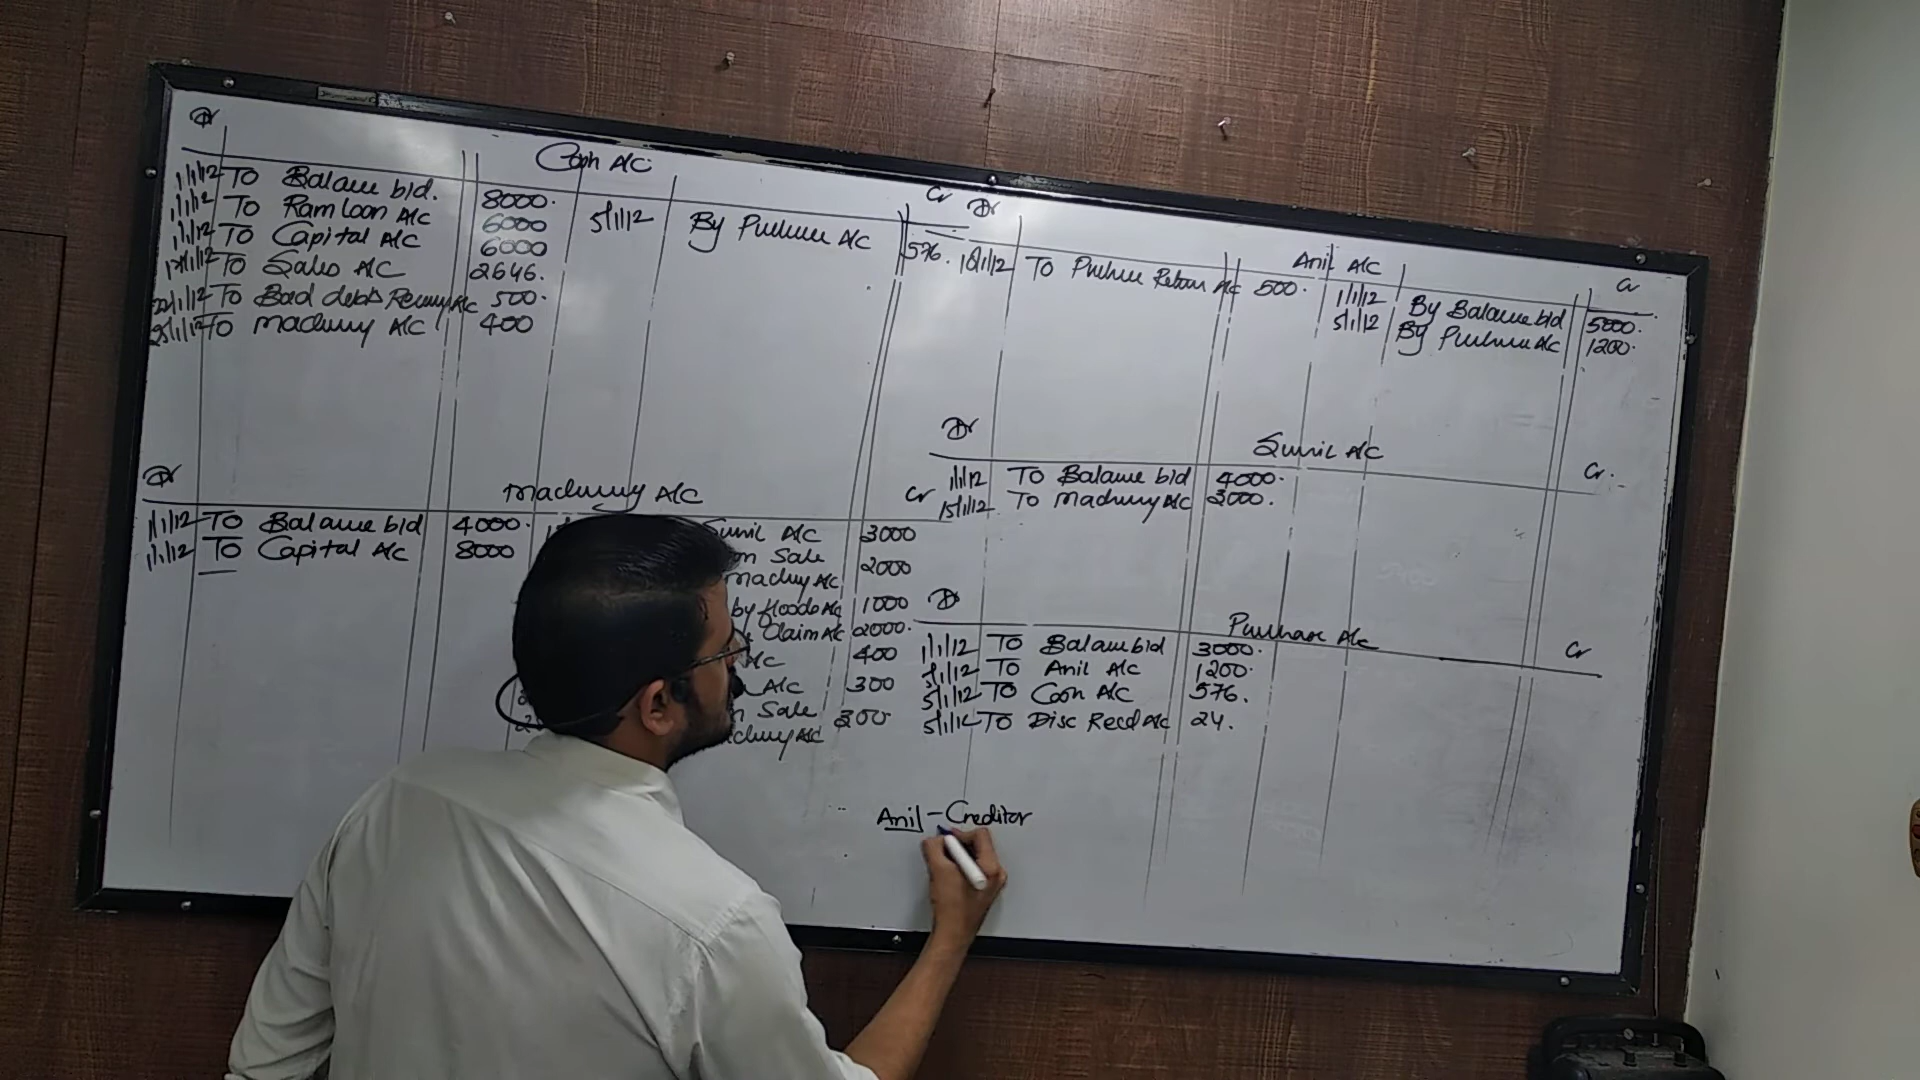 Dr
Cash A/C
Cr
1/1/12 To Balance b/d. 8000.
1/1/12 To Ram Loan A/C 6000
1/1/12 To Capital A/C 6000
To Sales A/C 2646.
To Bad debts Recovery A/c 500.
25/1/12 To Machinery A/C 400
5/1/12 By Purchase A/C 576.
Dr
Anil A/C
Cr
To Purchase Return A/c 500.
1/1/12 By Balance b/d 5000.
5/1/12 By Purchase A/c 1200.
Dr
Machinery A/C
Cr
1/1/12 To Balance b/d 4000.
1/1/12 To Capital A/C 8000
Sunil A/C 3000
on Sale 2000
Machinery A/C
by floods A/c 1000
Claim A/c 2000.
A/c 400
A/C 300
Sale 300.
A/C
Dr
Sunil A/C
Cr.
1/1/12 To Balance b/d 4000.
15/1/12 To Machinery A/C 3000.
Dr
Purchase A/c
Cr
1/1/12 To Balance b/d 3000.
5/1/12 To Anil A/C 1200.
5/1/12 To Cash A/C 576.
5/1/12 To Disc Recd A/c 24.
Anil - Creditor